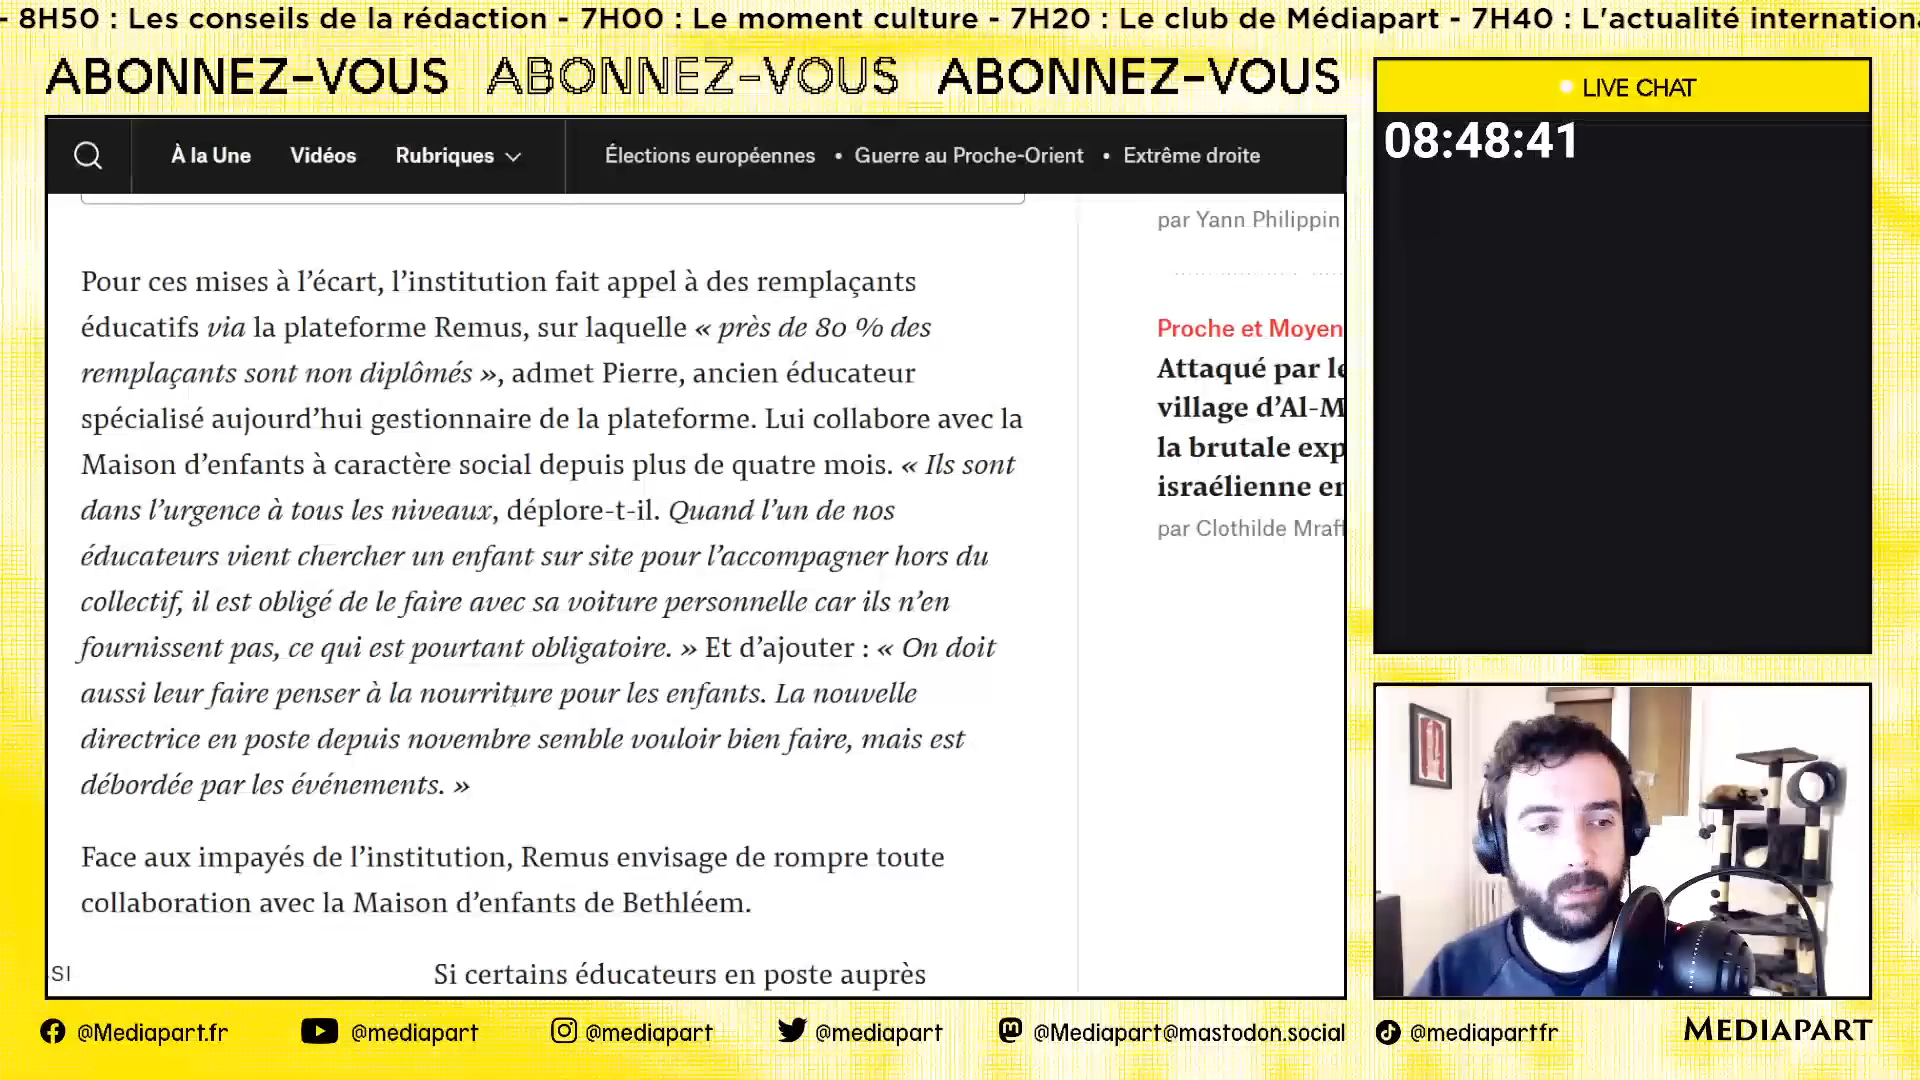 - 8H50 : Les conseils de la rédaction - 7H00 : Le moment culture - 7H20 : Le club de Médiapart - 7H40 : L'actualité internationa
ABONNEZ-VOUS ABONNEZ-VOUS ABONNEZ-VOUS
À la Une Vidéos Rubriques Élections européennes • Guerre au Proche-Orient • Extrême droite
Pour ces mises à l’écart, l’institution fait appel à des remplaçants
éducatifs via la plateforme Remus, sur laquelle « près de 80 % des
remplaçants sont non diplômés », admet Pierre, ancien éducateur
spécialisé aujourd’hui gestionnaire de la plateforme. Lui collabore avec la
Maison d’enfants à caractère social depuis plus de quatre mois. « Ils sont
dans l’urgence à tous les niveaux, déplore-t-il. Quand l’un de nos
éducateurs vient chercher un enfant sur site pour l’accompagner hors du
collectif, il est obligé de le faire avec sa voiture personnelle car ils n’en
fournissent pas, ce qui est pourtant obligatoire. » Et d’ajouter : « On doit
aussi leur faire penser à la nourriture pour les enfants. La nouvelle
directrice en poste depuis novembre semble vouloir bien faire, mais est
débordée par les événements. »
Face aux impayés de l’institution, Remus envisage de rompre toute
collaboration avec la Maison d’enfants de Bethléem.
SI
Si certains éducateurs en poste auprès
par Yann Philippin
Proche et Moyen
Attaqué par le
village d’Al-M
la brutale exp
israélienne en
par Clothilde Mraff
LIVE CHAT
08:48:41
@Mediapart.fr @mediapart @mediapart @mediapart @Mediapart@mastodon.social @mediapartfr MEDIAPART